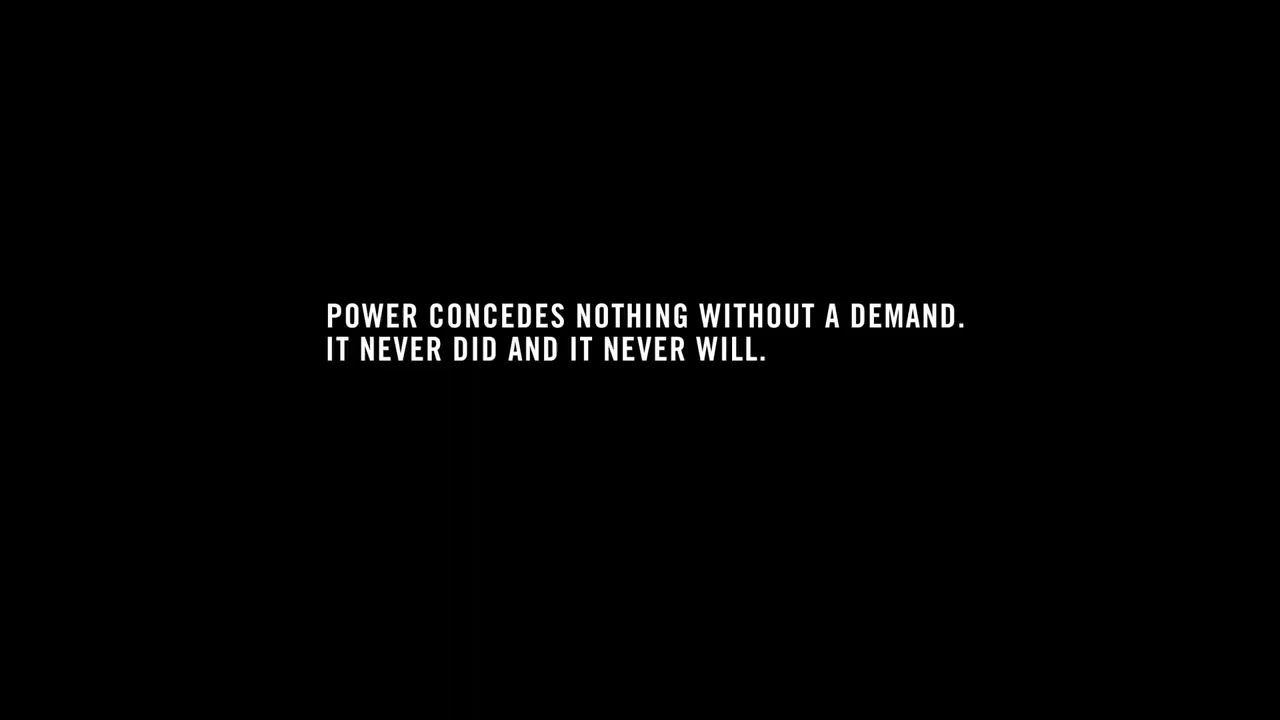 POWER CONCEDES NOTHING WITHOUT A DEMAND.
IT NEVER DID AND IT NEVER WILL.